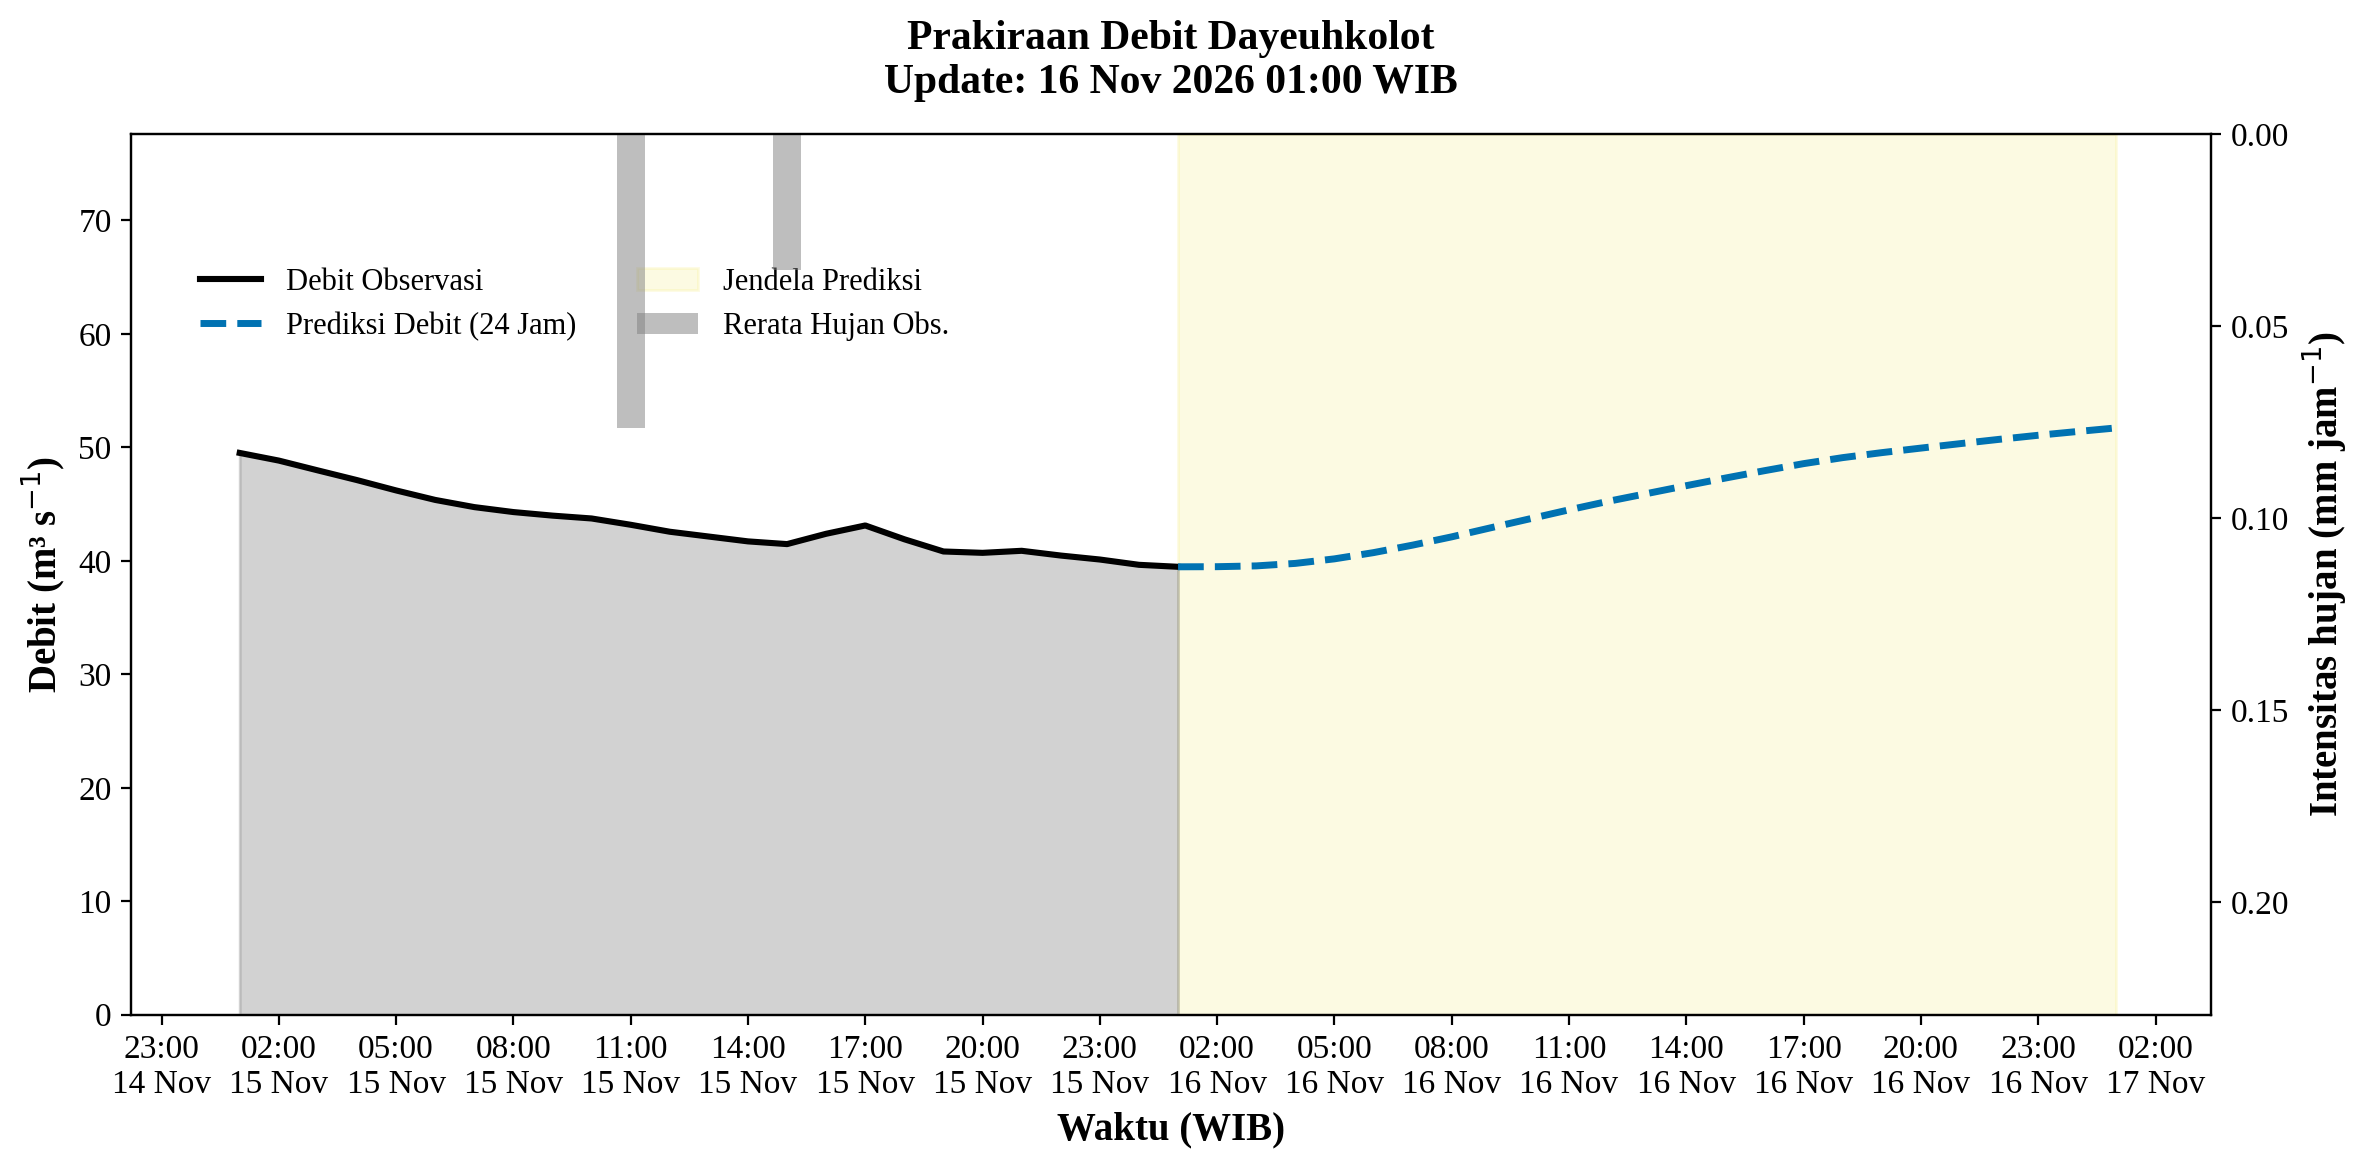 Prakiraan Debit Dayeuhkolot
Update: 16 Nov 2026 01:00 WIB
Debit (m³ s⁻¹)
70
60
50
40
30
20
10
0
Debit Observasi
Prediksi Debit (24 Jam)
Jendela Prediksi
Rerata Hujan Obs.
0.00
0.05
0.10
0.15
0.20
Intensitas hujan (mm jam⁻¹)
23:00 02:00 05:00 08:00 11:00 14:00 17:00 20:00 23:00 02:00 05:00 08:00 11:00 14:00 17:00 20:00 23:00 02:00
14 Nov 15 Nov 15 Nov 15 Nov 15 Nov 15 Nov 15 Nov 15 Nov 15 Nov 16 Nov 16 Nov 16 Nov 16 Nov 16 Nov 16 Nov 16 Nov 16 Nov 17 Nov
Waktu (WIB)